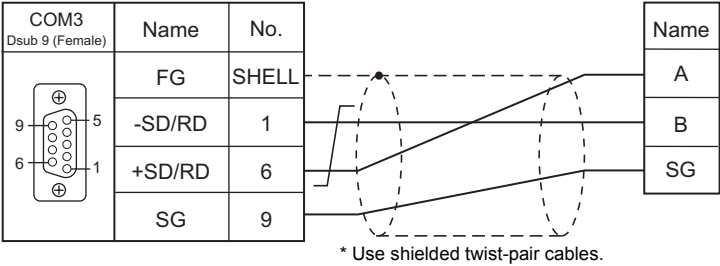 COM3
Dsub 9 (Female)
Name
No.
Name
FG
SHELL
A
9
5
-SD/RD
1
B
6
1
+SD/RD
6
SG
SG
9
* Use shielded twist-pair cables.